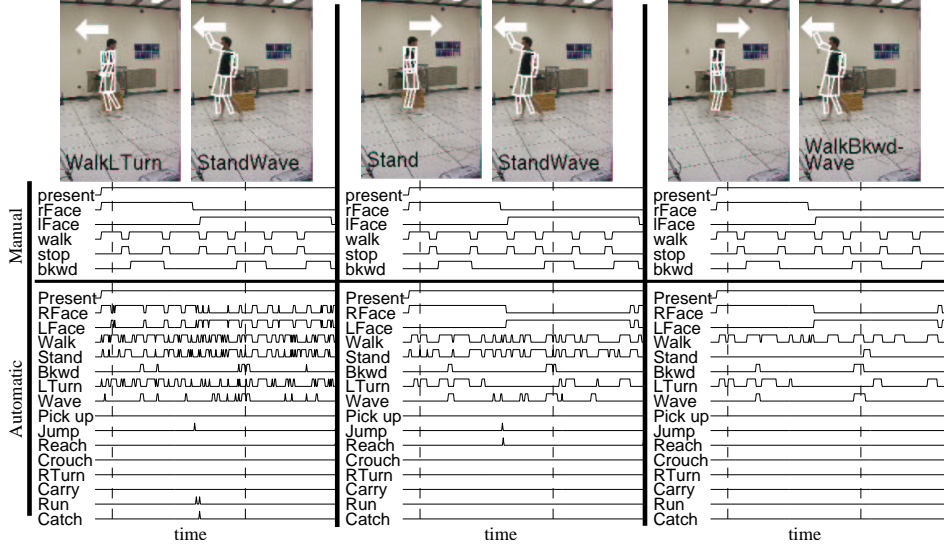 WalkLTurn StandWave Stand StandWave WalkBkwd-
Wave
Manual
present present present
rFace rFace rFace
lFace lFace lFace
walk walk walk
stop stop stop
bkwd bkwd bkwd
Automatic
Present Present Present
RFace RFace RFace
LFace LFace LFace
Walk Walk Walk
Stand Stand Stand
Bkwd Bkwd Bkwd
LTurn LTurn LTurn
Wave Wave Wave
Pick up Pick up Pick up
Jump Jump Jump
Reach Reach Reach
Crouch Crouch Crouch
RTurn RTurn RTurn
Carry Carry Carry
Run Run Run
Catch Catch Catch
time time time